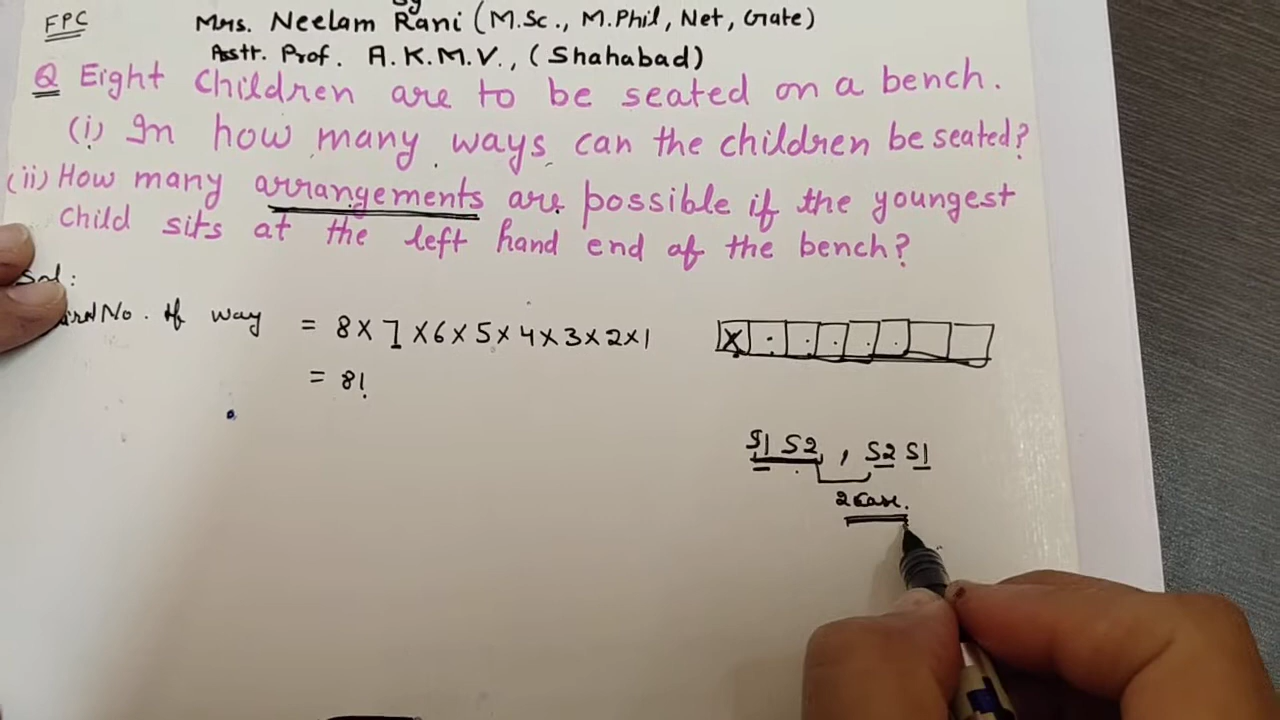 By
FPC Mrs. Neelam Rani (M.Sc., M.Phil, Net, Gate)
Asstt. Prof. A.K.M.V., (Shahabad)
Q Eight Children are to be seated on a bench.
(i) In how many ways can the children be seated?
(ii) How many arrangements are possible if the youngest
child sits at the left hand end of the bench?
Sol:
No. of way = 8 × 7 × 6 × 5 × 4 × 3 × 2 × 1
X
= 8!
S1 S2 , S2 S1
2 Case.